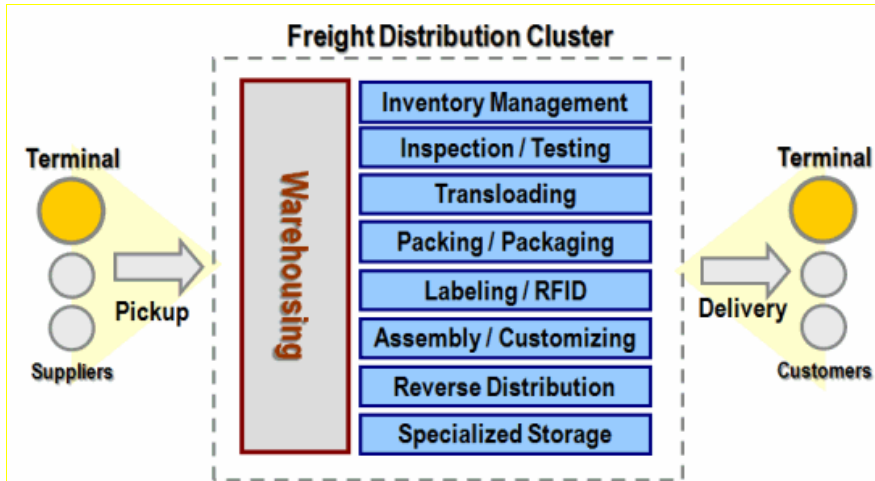 Freight Distribution Cluster
Terminal
Suppliers
Pickup
Warehousing
Inventory Management
Inspection / Testing
Transloading
Packing / Packaging
Labeling / RFID
Assembly / Customizing
Reverse Distribution
Specialized Storage
Delivery
Terminal
Customers